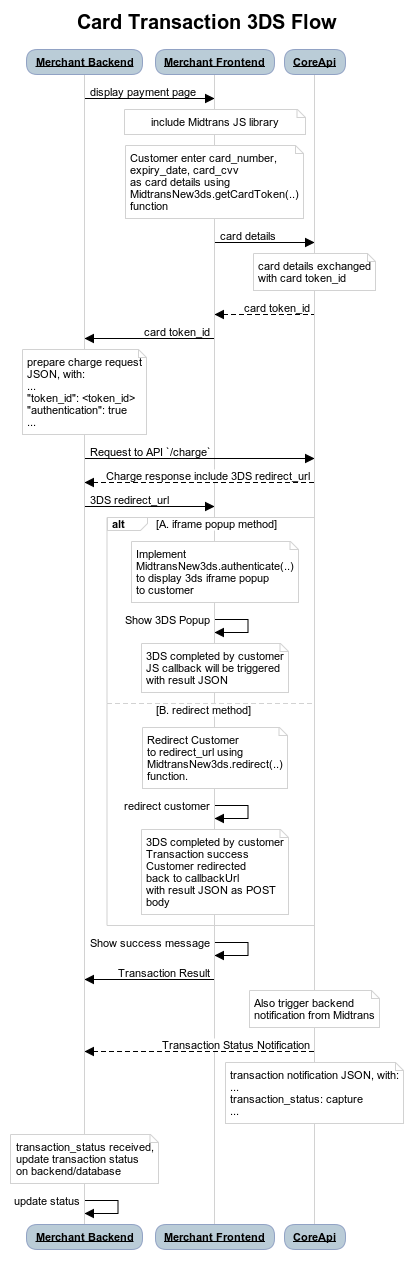 Card Transaction 3DS Flow
Merchant Backend
Merchant Frontend
CoreApi
display payment page
include Midtrans JS library
Customer enter card_number,
expiry_date, card_cvv
as card details using
MidtransNew3ds.getCardToken(..)
function
card details
card details exchanged
with card token_id
card token_id
card token_id
prepare charge request
JSON, with:
...
"token_id": <token_id>
"authentication": true
...
Request to API `/charge`
Charge response include 3DS redirect_url
3DS redirect_url
alt [A. iframe popup method]
Implement
MidtransNew3ds.authenticate(..)
to display 3ds iframe popup
to customer
Show 3DS Popup
3DS completed by customer
JS callback will be triggered
with result JSON
[B. redirect method]
Redirect Customer
to redirect_url using
MidtransNew3ds.redirect(..)
function.
redirect customer
3DS completed by customer
Transaction success
Customer redirected
back to callbackUrl
with result JSON as POST
body
Show success message
Transaction Result
Also trigger backend
notification from Midtrans
Transaction Status Notification
transaction notification JSON, with:
...
transaction_status: capture
...
transaction_status received,
update transaction status
on backend/database
update status
Merchant Backend
Merchant Frontend
CoreApi